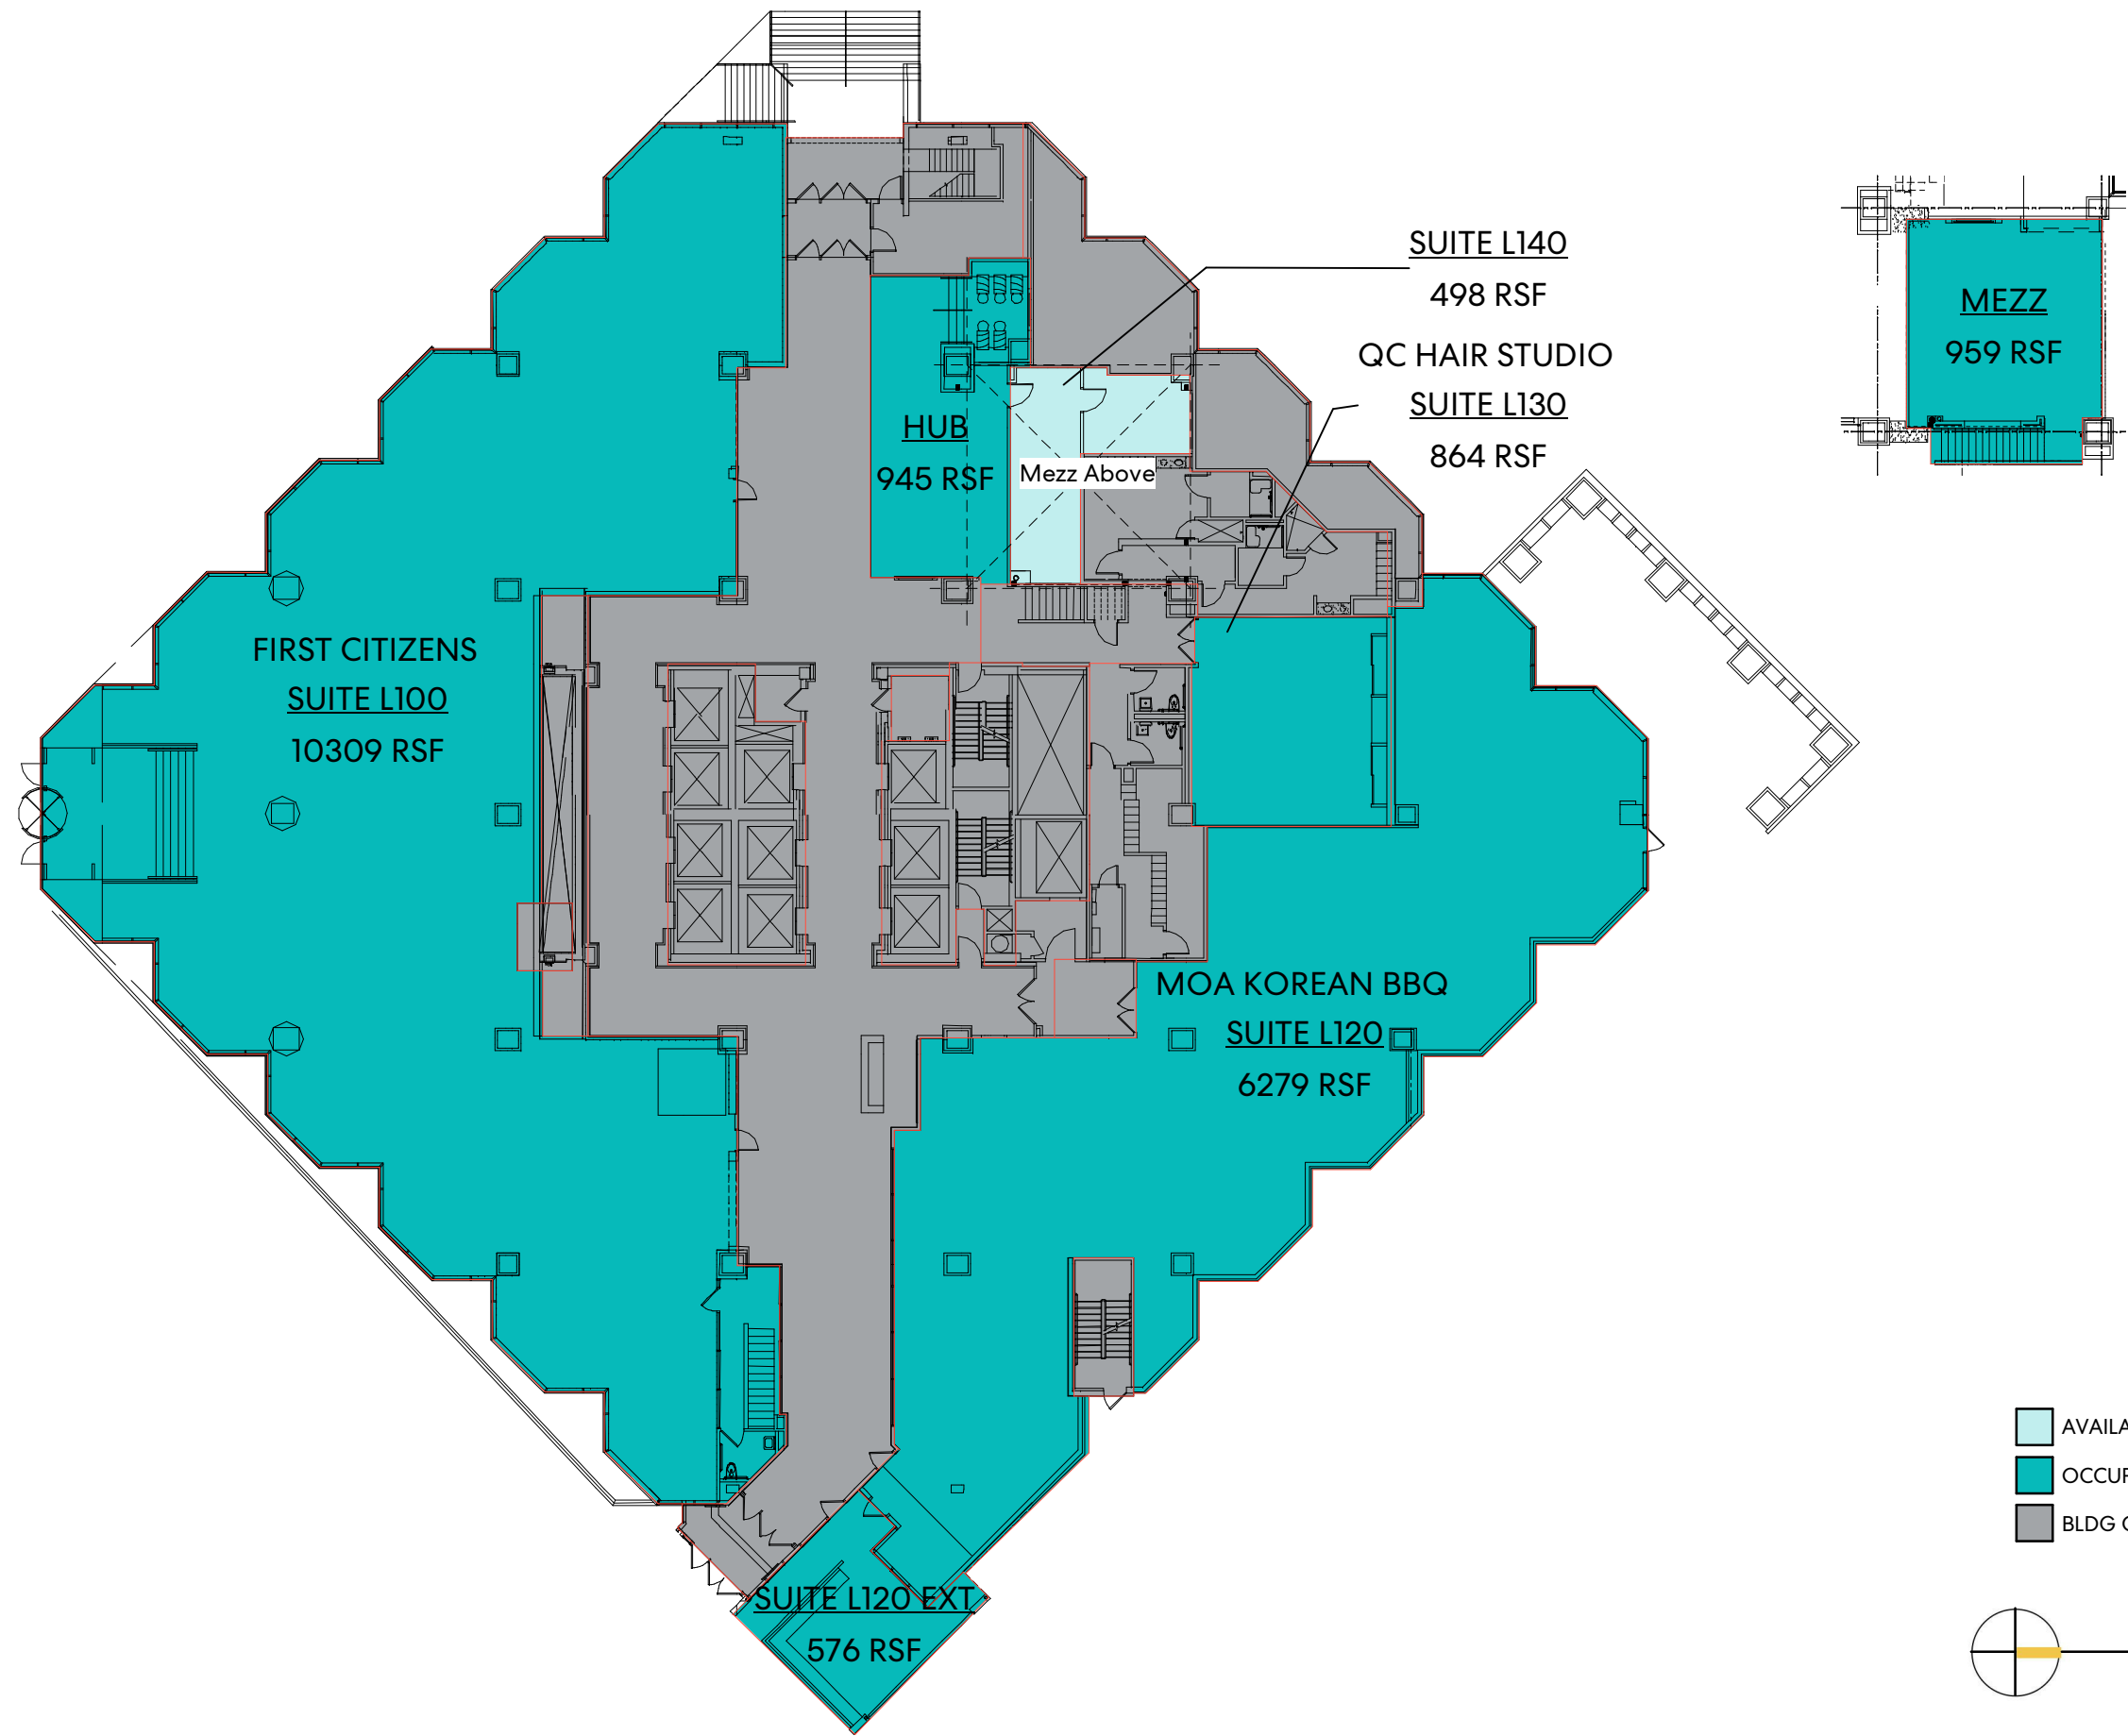 SUITE L140
498 RSF
QC HAIR STUDIO
SUITE L130
864 RSF
MEZZ
959 RSF
HUB
945 RSF
Mezz Above
FIRST CITIZENS
SUITE L100
10309 RSF
MOA KOREAN BBQ
SUITE L120
6279 RSF
SUITE L120 EXT
576 RSF
BLDG